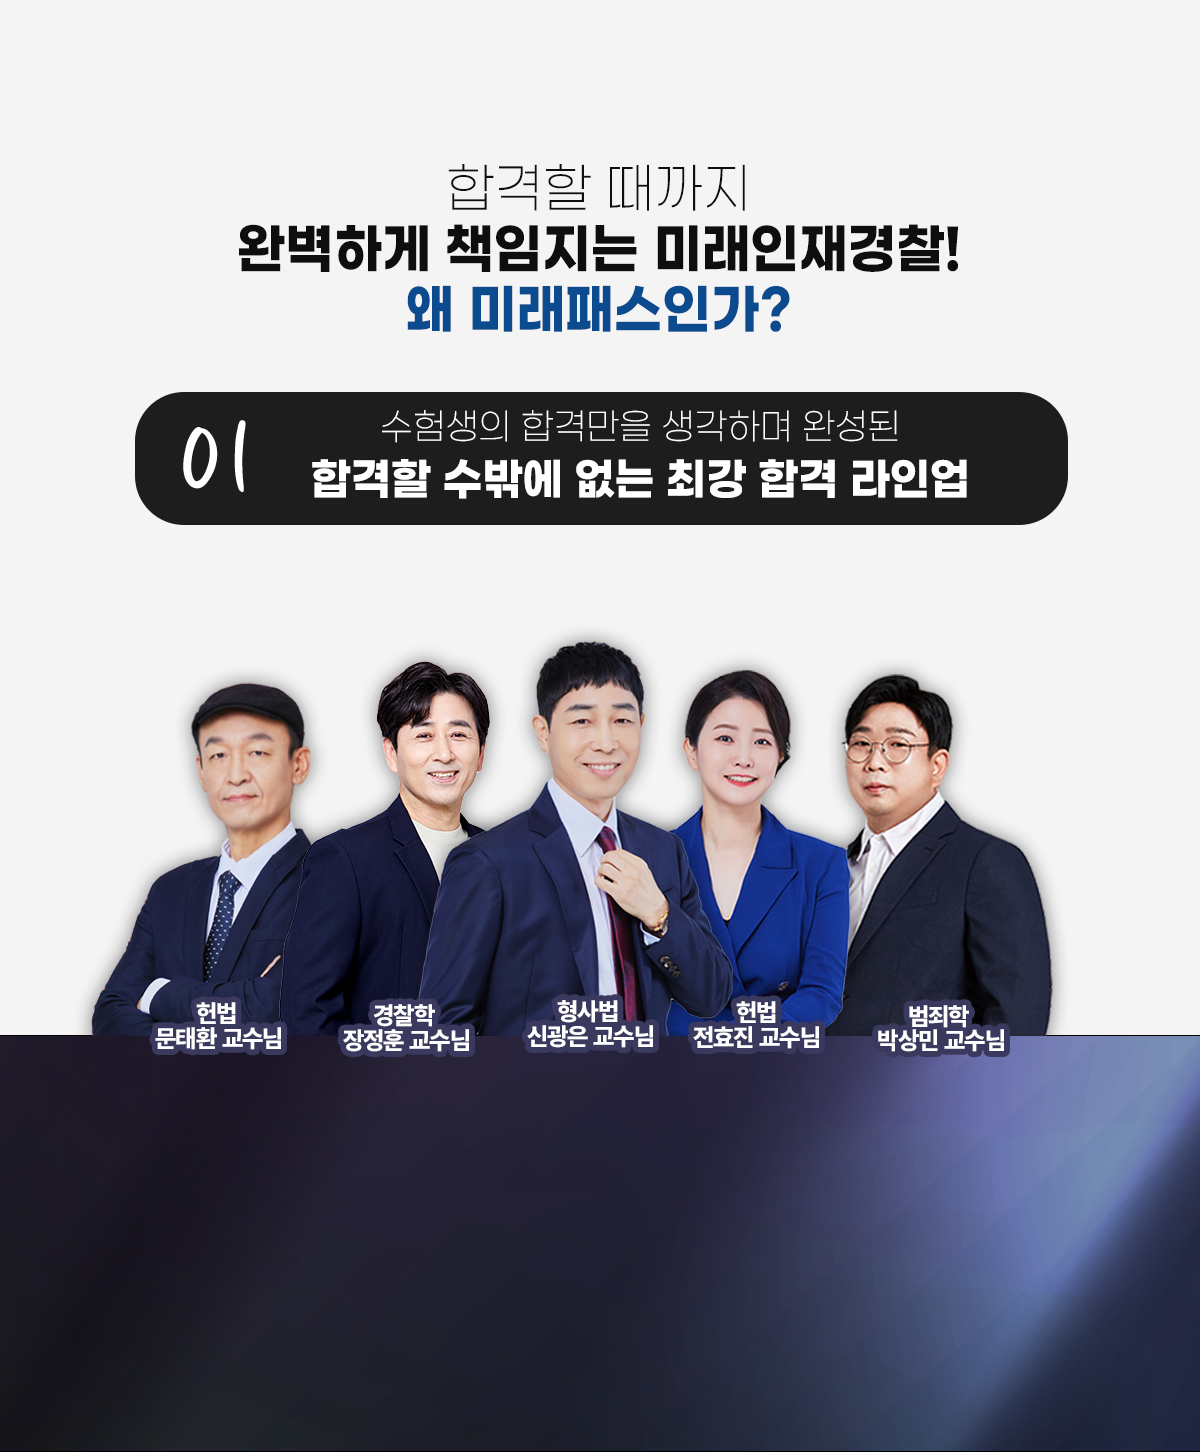 합격할 때까지
완벽하게 책임지는 미래인재경찰!
왜 미래패스인가?
01
수험생의 합격만을 생각하며 완성된
합격할 수밖에 없는 최강 합격 라인업
헌법
문태환 교수님
경찰학
장정훈 교수님
형사법
신광은 교수님
헌법
전효진 교수님
범죄학
박상민 교수님